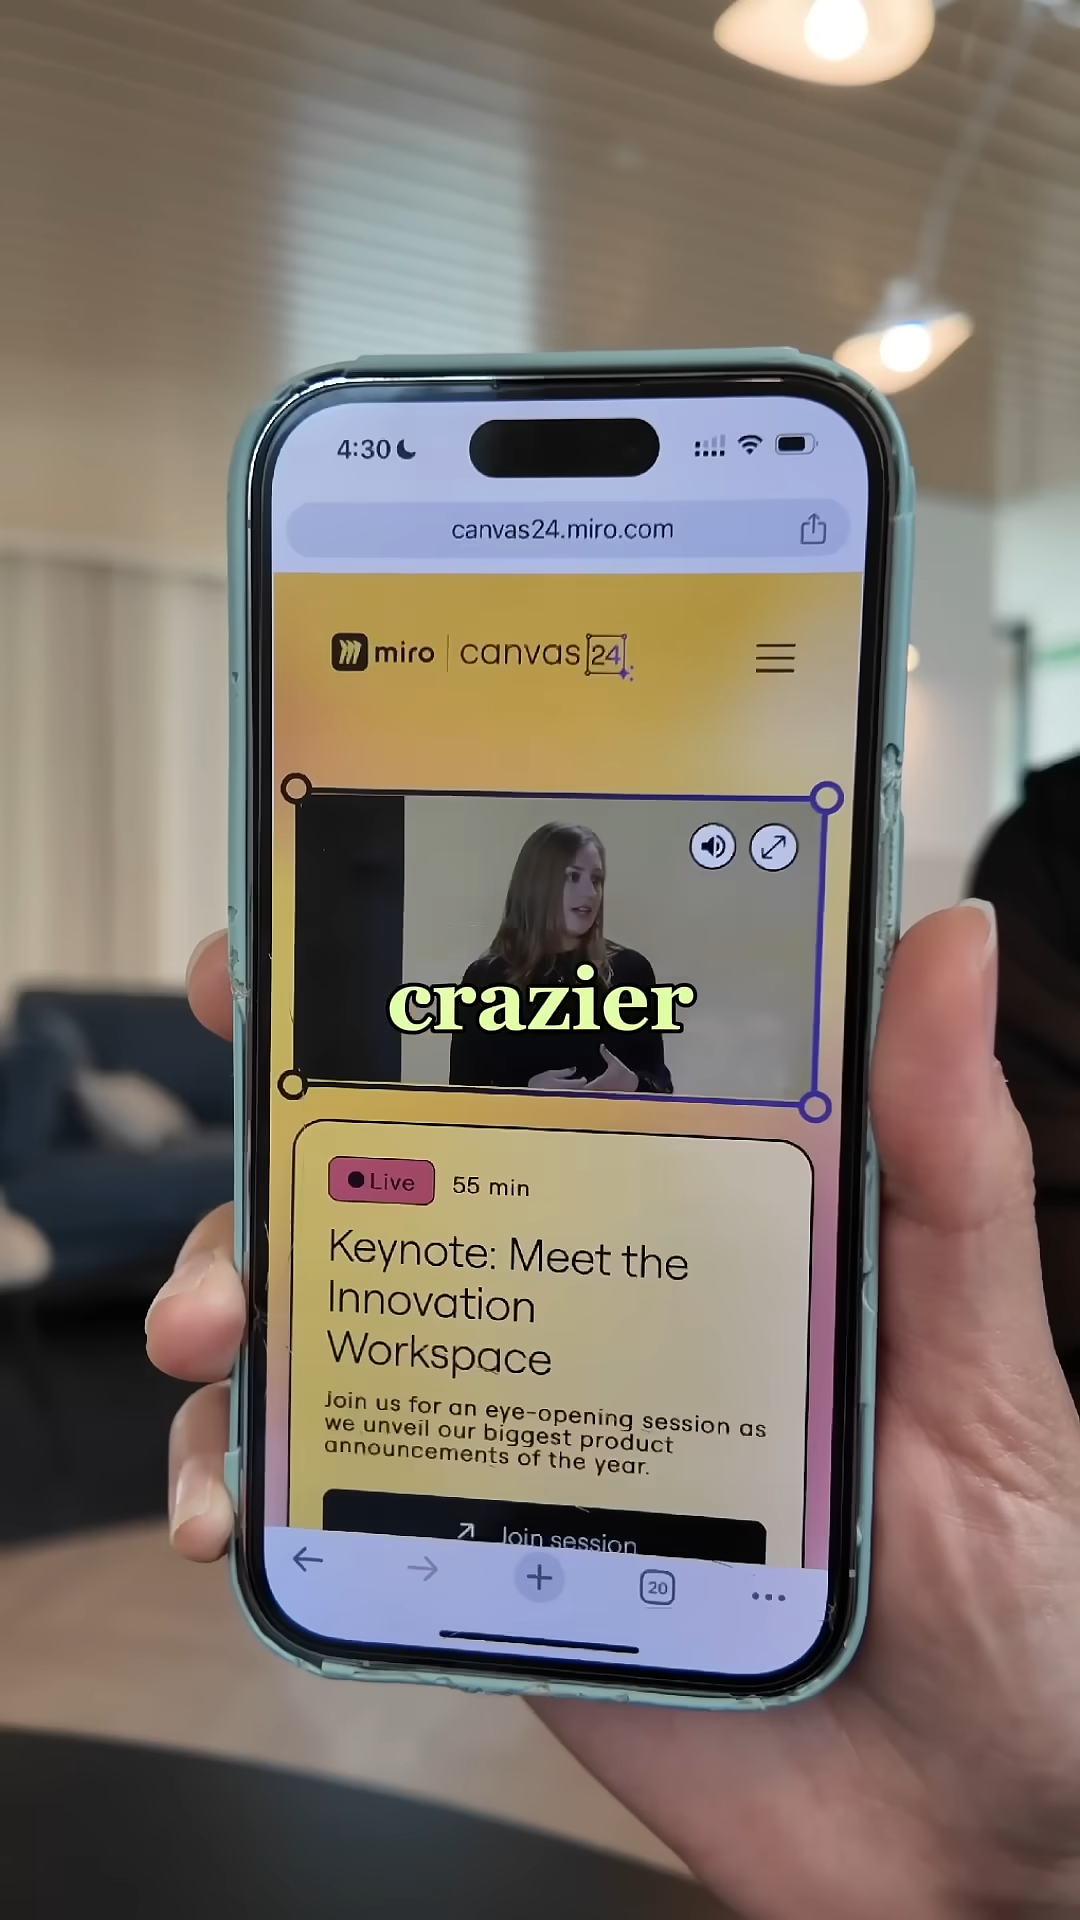 4:30
canvas24.miro.com
miro | canvas 24
crazier
Live 55 min
Keynote: Meet the
Innovation
Workspace
Join us for an eye-opening session as
we unveil our biggest product
announcements of the year.
Join session
20